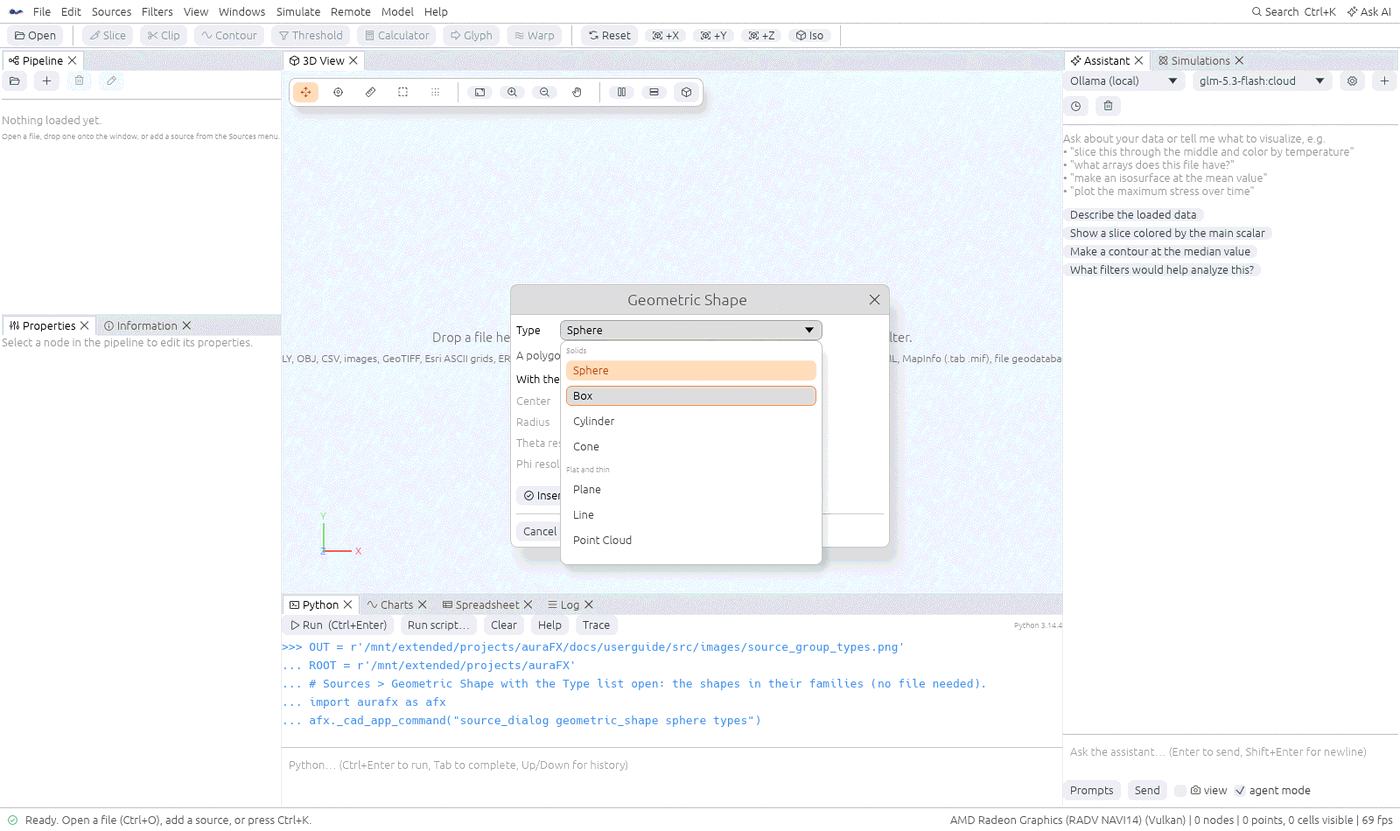 File Edit Sources Filters View Windows Simulate Remote Model Help
Search Ctrl+K Ask AI
Open Slice Clip Contour Threshold Calculator Glyph Warp Reset +X +Y +Z Iso
Pipeline
Nothing loaded yet.
Open a file, drop one onto the window, or add a source from the Sources menu.
Properties Information
Select a node in the pipeline to edit its properties.
3D View
Drop a file he
lter.
LY, OBJ, CSV, images, GeoTIFF, Esri ASCII grids, ER
L, MapInfo (.tab .mif), file geodataba
Geometric Shape
Type Sphere
A polygo
With the
Center
Radius
Theta res
Phi resol
Inser
Cancel
Solids
Sphere
Box
Cylinder
Cone
Flat and thin
Plane
Line
Point Cloud
Y
Z X
Python Charts Spreadsheet Log
Run (Ctrl+Enter) Run script... Clear Help Trace
Python 3.14.4
>>> OUT = r'/mnt/extended/projects/auraFX/docs/userguide/src/images/source_group_types.png'
... ROOT = r'/mnt/extended/projects/auraFX'
... # Sources > Geometric Shape with the Type list open: the shapes in their families (no file needed).
... import aurafx as afx
... afx._cad_app_command("source_dialog geometric_shape sphere types")
Python... (Ctrl+Enter to run, Tab to complete, Up/Down for history)
Assistant Simulations
Ollama (local) glm-5.3-flash:cloud
Ask about your data or tell me what to visualize, e.g.
• "slice this through the middle and color by temperature"
• "what arrays does this file have?"
• "make an isosurface at the mean value"
• "plot the maximum stress over time"
Describe the loaded data
Show a slice colored by the main scalar
Make a contour at the median value
What filters would help analyze this?
Ask the assistant... (Enter to send, Shift+Enter for newline)
Prompts Send view agent mode
Ready. Open a file (Ctrl+O), add a source, or press Ctrl+K.
AMD Radeon Graphics (RADV NAVI14) (Vulkan) | 0 nodes | 0 points, 0 cells visible | 69 fps